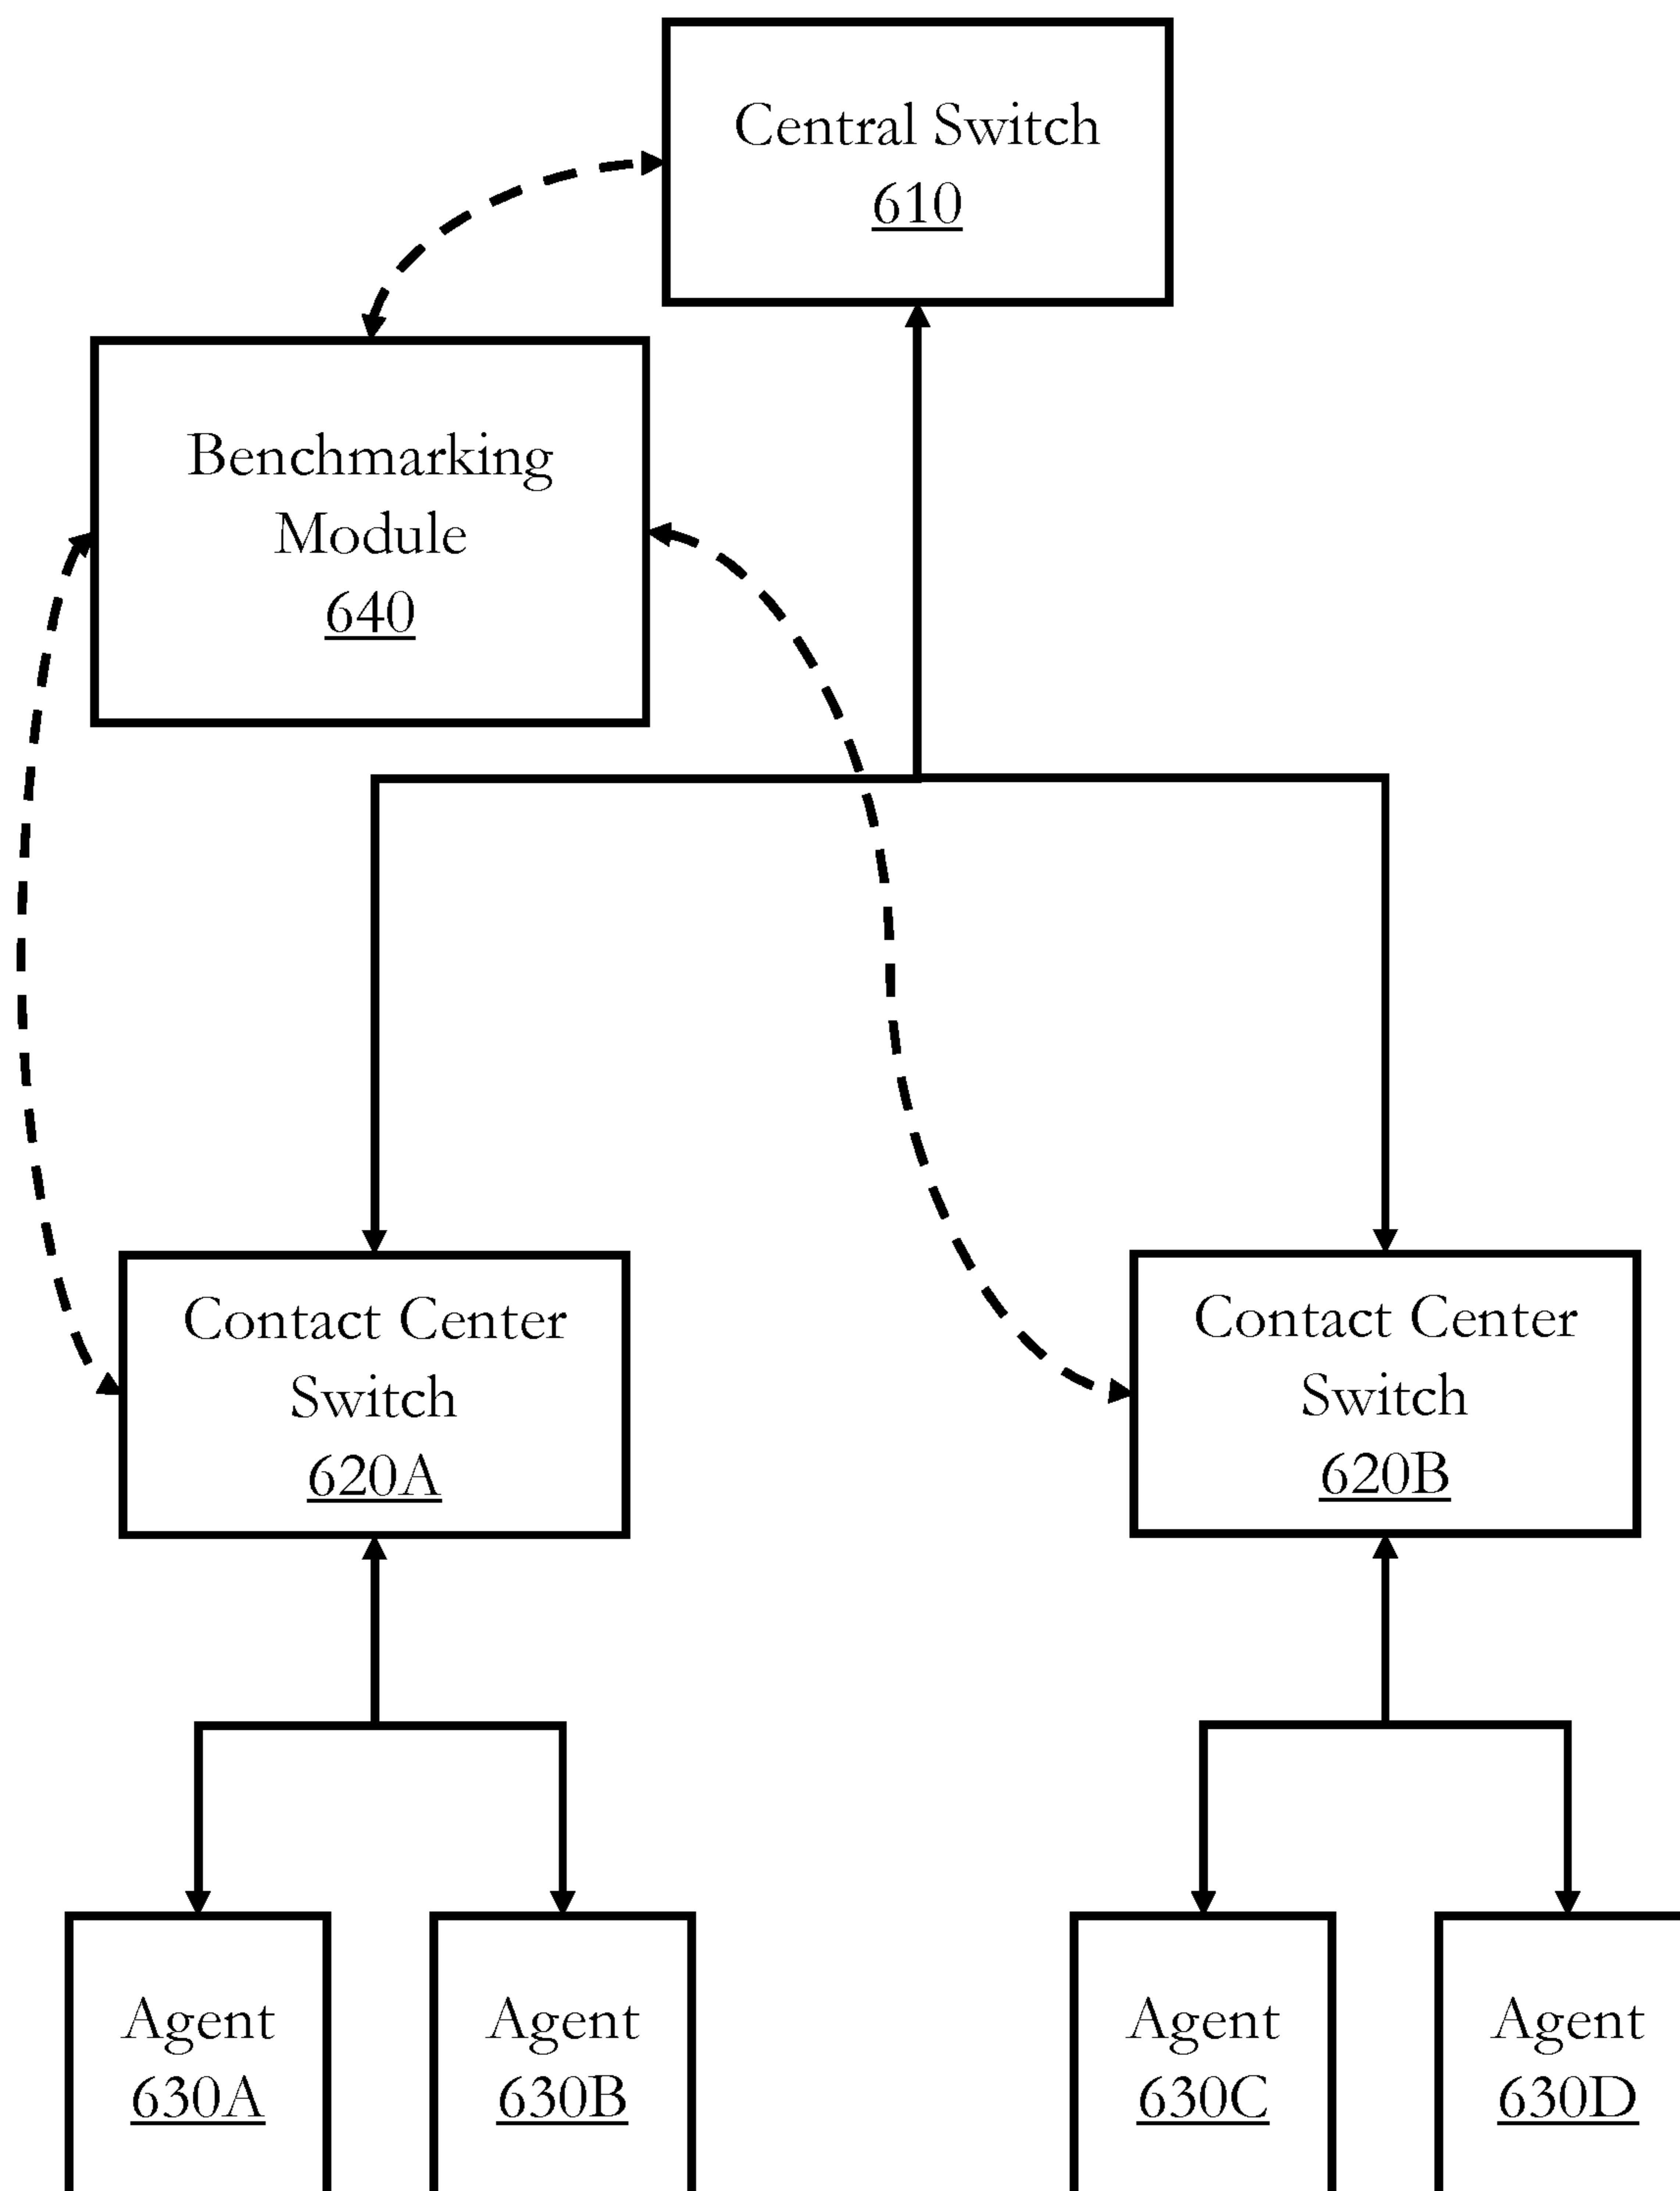 Central Switch
610
Benchmarking
Module
640
Contact Center
Switch
620A
Contact Center
Switch
620B
Agent
630A
Agent
630B
Agent
630C
Agent
630D